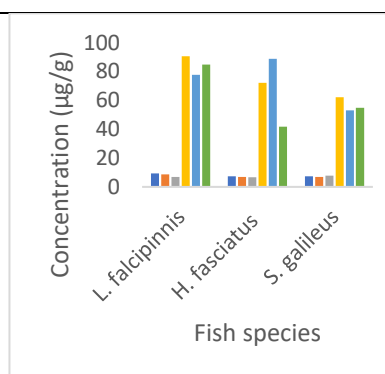 Concentration (µg/g)
100
80
60
40
20
0
L. falcipinnis
H. fasciatus
S. galileus
Fish species